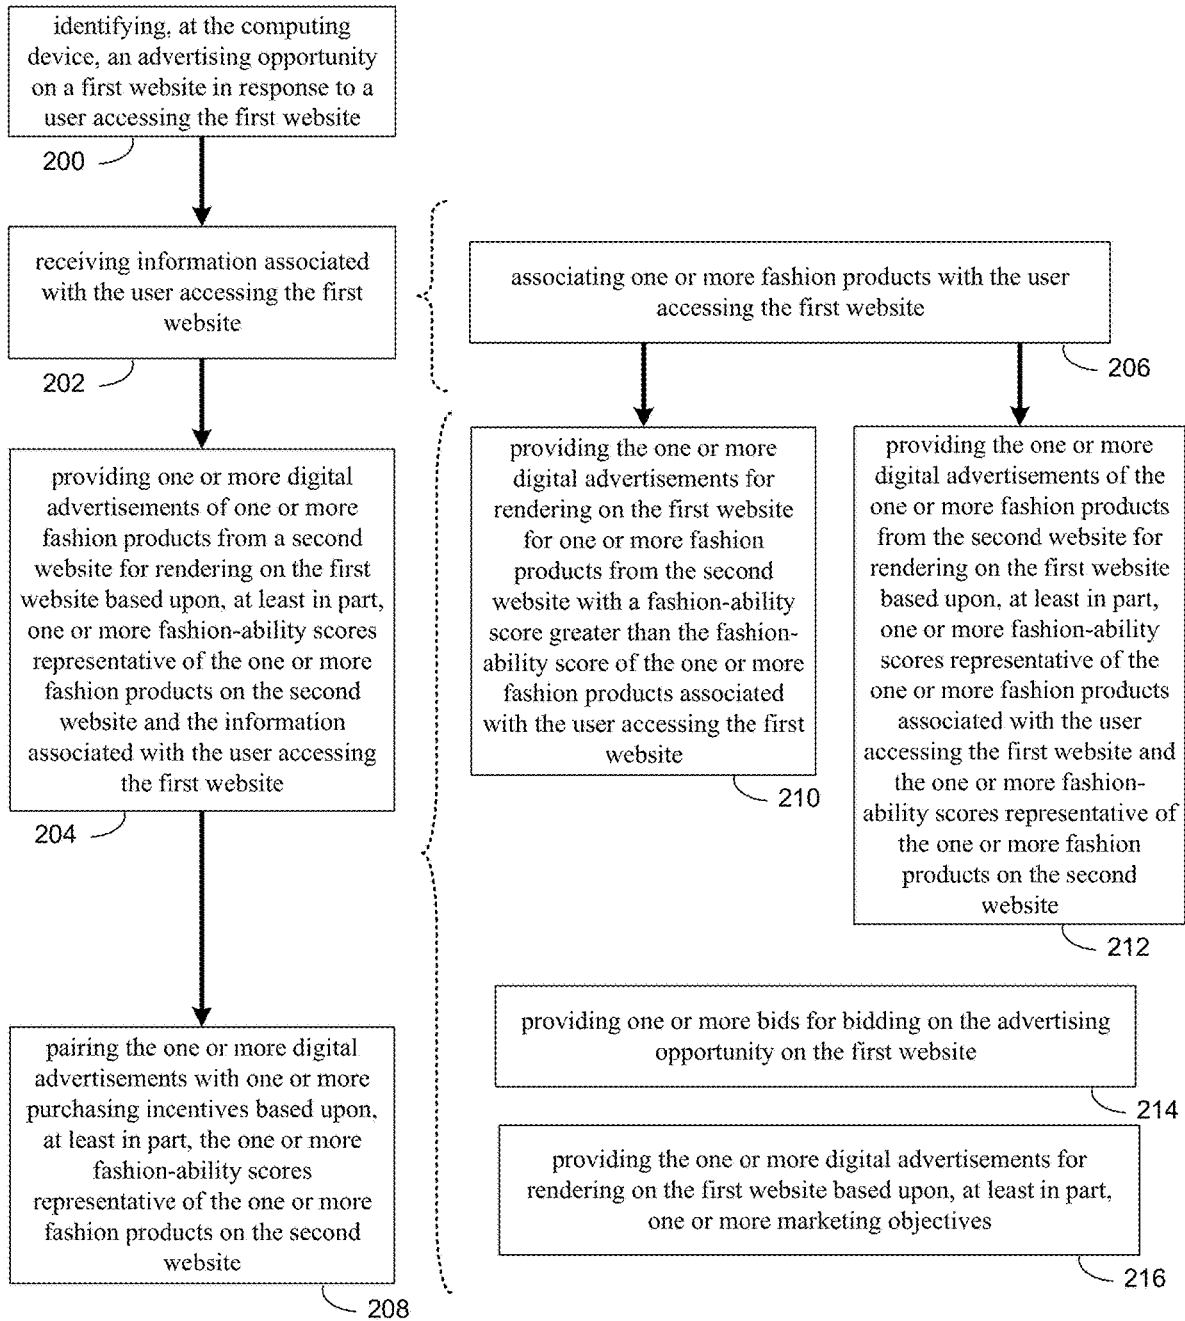 identifying, at the computing
device, an advertising opportunity
on a first website in response to a
user accessing the first website
200
receiving information associated
with the user accessing the first
website
202
associating one or more fashion products with the user
accessing the first website
206
providing one or more digital
advertisements of one or more
fashion products from a second
website for rendering on the first
website based upon, at least in part,
one or more fashion-ability scores
representative of the one or more
fashion products on the second
website and the information
associated with the user accessing
the first website
204
providing the one or more
digital advertisements for
rendering on the first website
for one or more fashion
products from the second
website with a fashion-ability
score greater than the fashion-
ability score of the one or more
fashion products associated
with the user accessing the first
website
210
providing the one or more
digital advertisements of the
one or more fashion products
from the second website for
rendering on the first website
based upon, at least in part,
one or more fashion-ability
scores representative of the
one or more fashion products
associated with the user
accessing the first website and
the one or more fashion-
ability scores representative of
the one or more fashion
products on the second
website
212
pairing the one or more digital
advertisements with one or more
purchasing incentives based upon,
at least in part, the one or more
fashion-ability scores
representative of the one or more
fashion products on the second
website
208
providing one or more bids for bidding on the advertising
opportunity on the first website
214
providing the one or more digital advertisements for
rendering on the first website based upon, at least in part,
one or more marketing objectives
216